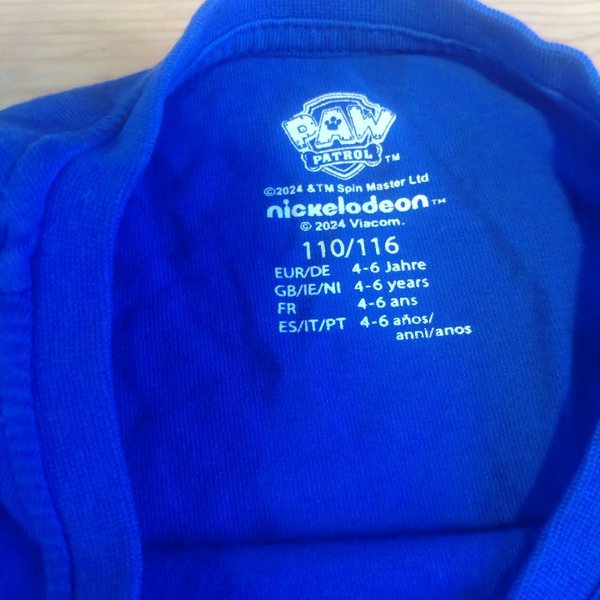 PAW
PATROL TM
©2024 &TM Spin Master Ltd
nickelodeon TM
© 2024 Viacom.
110/116
EUR/DE 4-6 Jahre
GB/IE/NI 4-6 years
FR 4-6 ans
ES/IT/PT 4-6 años/
anni/anos